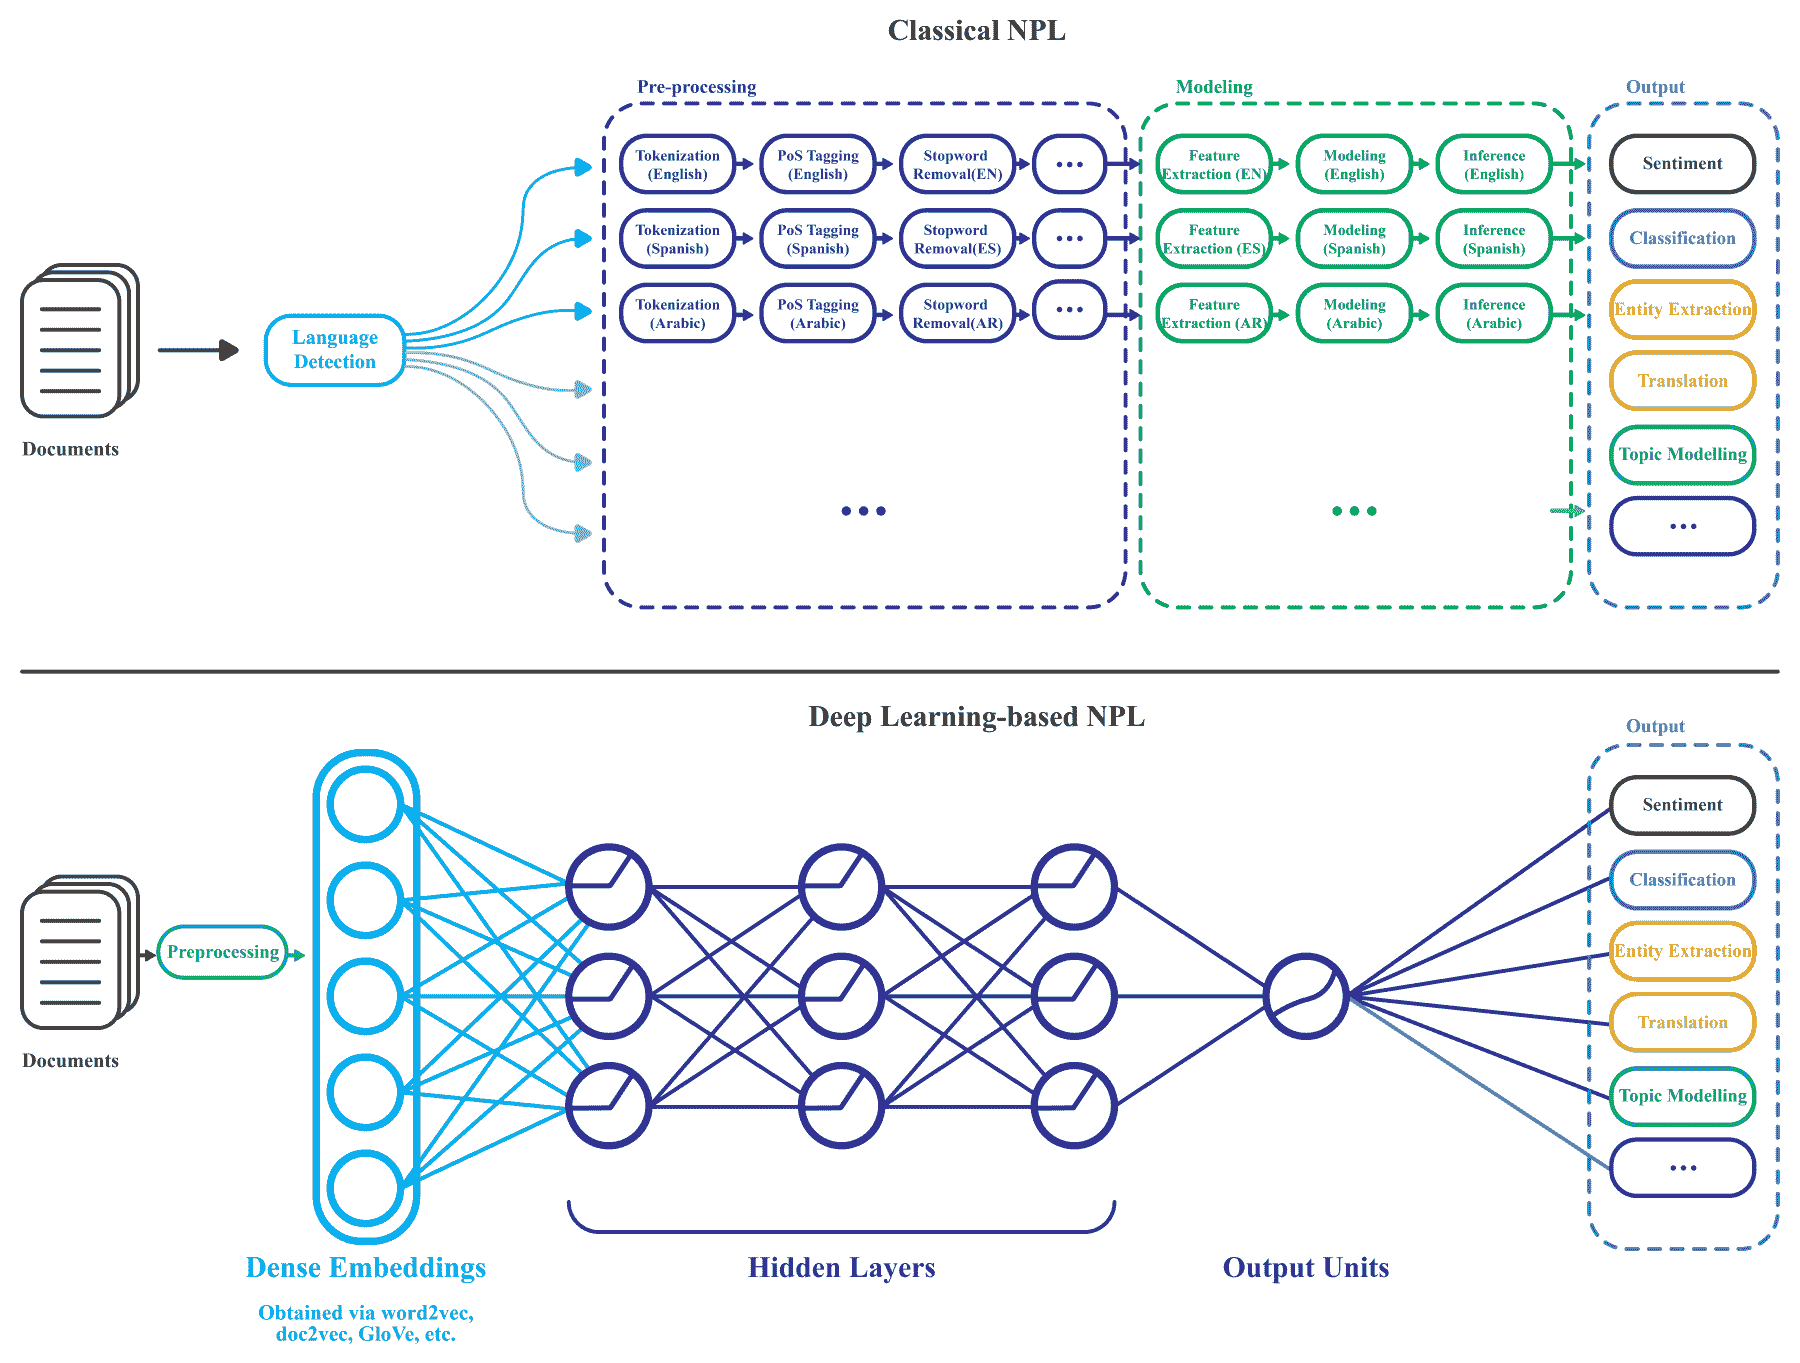 Classical NPL
Pre-processing
Modeling
Output
Tokenization
(English)
PoS Tagging
(English)
Stopword
Removal(EN)
...
Feature
Extraction (EN)
Modeling
(English)
Inference
(English)
Sentiment
Tokenization
(Spanish)
PoS Tagging
(Spanish)
Stopword
Removal(ES)
...
Feature
Extraction (ES)
Modeling
(Spanish)
Inference
(Spanish)
Classification
Tokenization
(Arabic)
PoS Tagging
(Arabic)
Stopword
Removal(AR)
...
Feature
Extraction (AR)
Modeling
(Arabic)
Inference
(Arabic)
Entity Extraction
Language
Detection
Translation
Documents
Topic Modelling
...
...
...
Deep Learning-based NPL
Output
Sentiment
Classification
Preprocessing
Entity Extraction
Translation
Documents
Topic Modelling
...
Dense Embeddings
Hidden Layers
Output Units
Obtained via word2vec,
doc2vec, GloVe, etc.